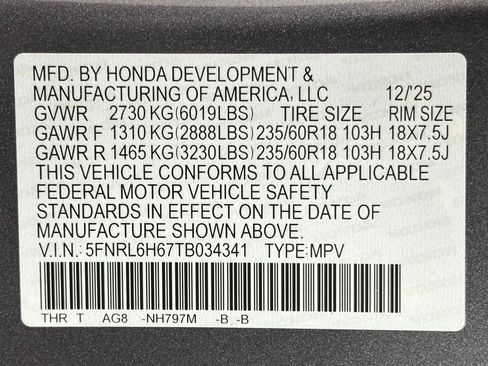 MFD. BY HONDA DEVELOPMENT &
MANUFACTURING OF AMERICA, LLC 12/'25
GVWR 2730 KG(6019LBS) TIRE SIZE RIM SIZE
GAWR F 1310 KG(2888LBS) 235/60R18 103H 18X7.5J
GAWR R 1465 KG(3230LBS) 235/60R18 103H 18X7.5J
THIS VEHICLE CONFORMS TO ALL APPLICABLE
FEDERAL MOTOR VEHICLE SAFETY
STANDARDS IN EFFECT ON THE DATE OF
MANUFACTURE SHOWN ABOVE.
V.I.N.: 5FNRL6H67TB034341 TYPE:MPV
THR T AG8 -NH797M -B -B